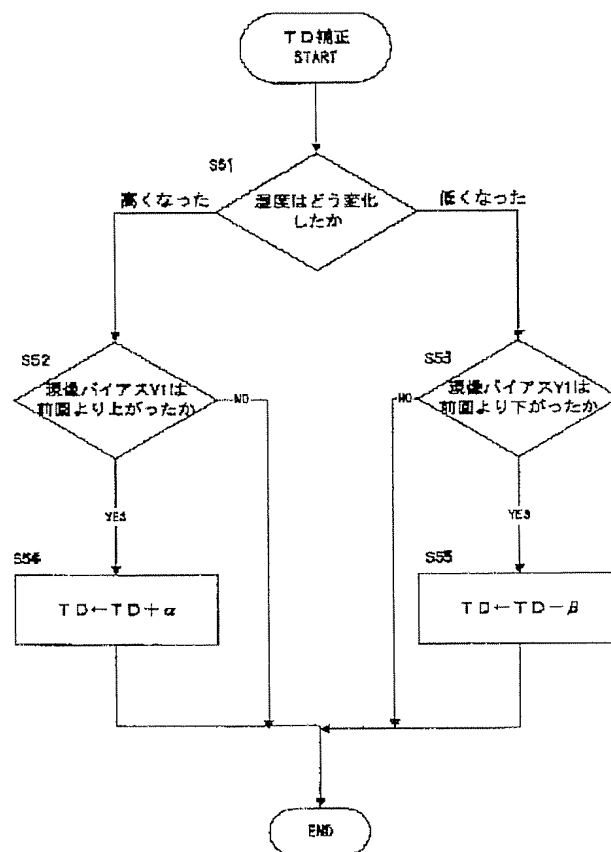 TD補正
START
S51
はどう変化
したか
高くなった
低くなった
S52
現像バイアスV1は
前回より上がったか
NO
YES
S53
現像バイアスV1は
前回より下がったか
NO
YES
S54
TD←TD+α
S55
TD←TD−β
END